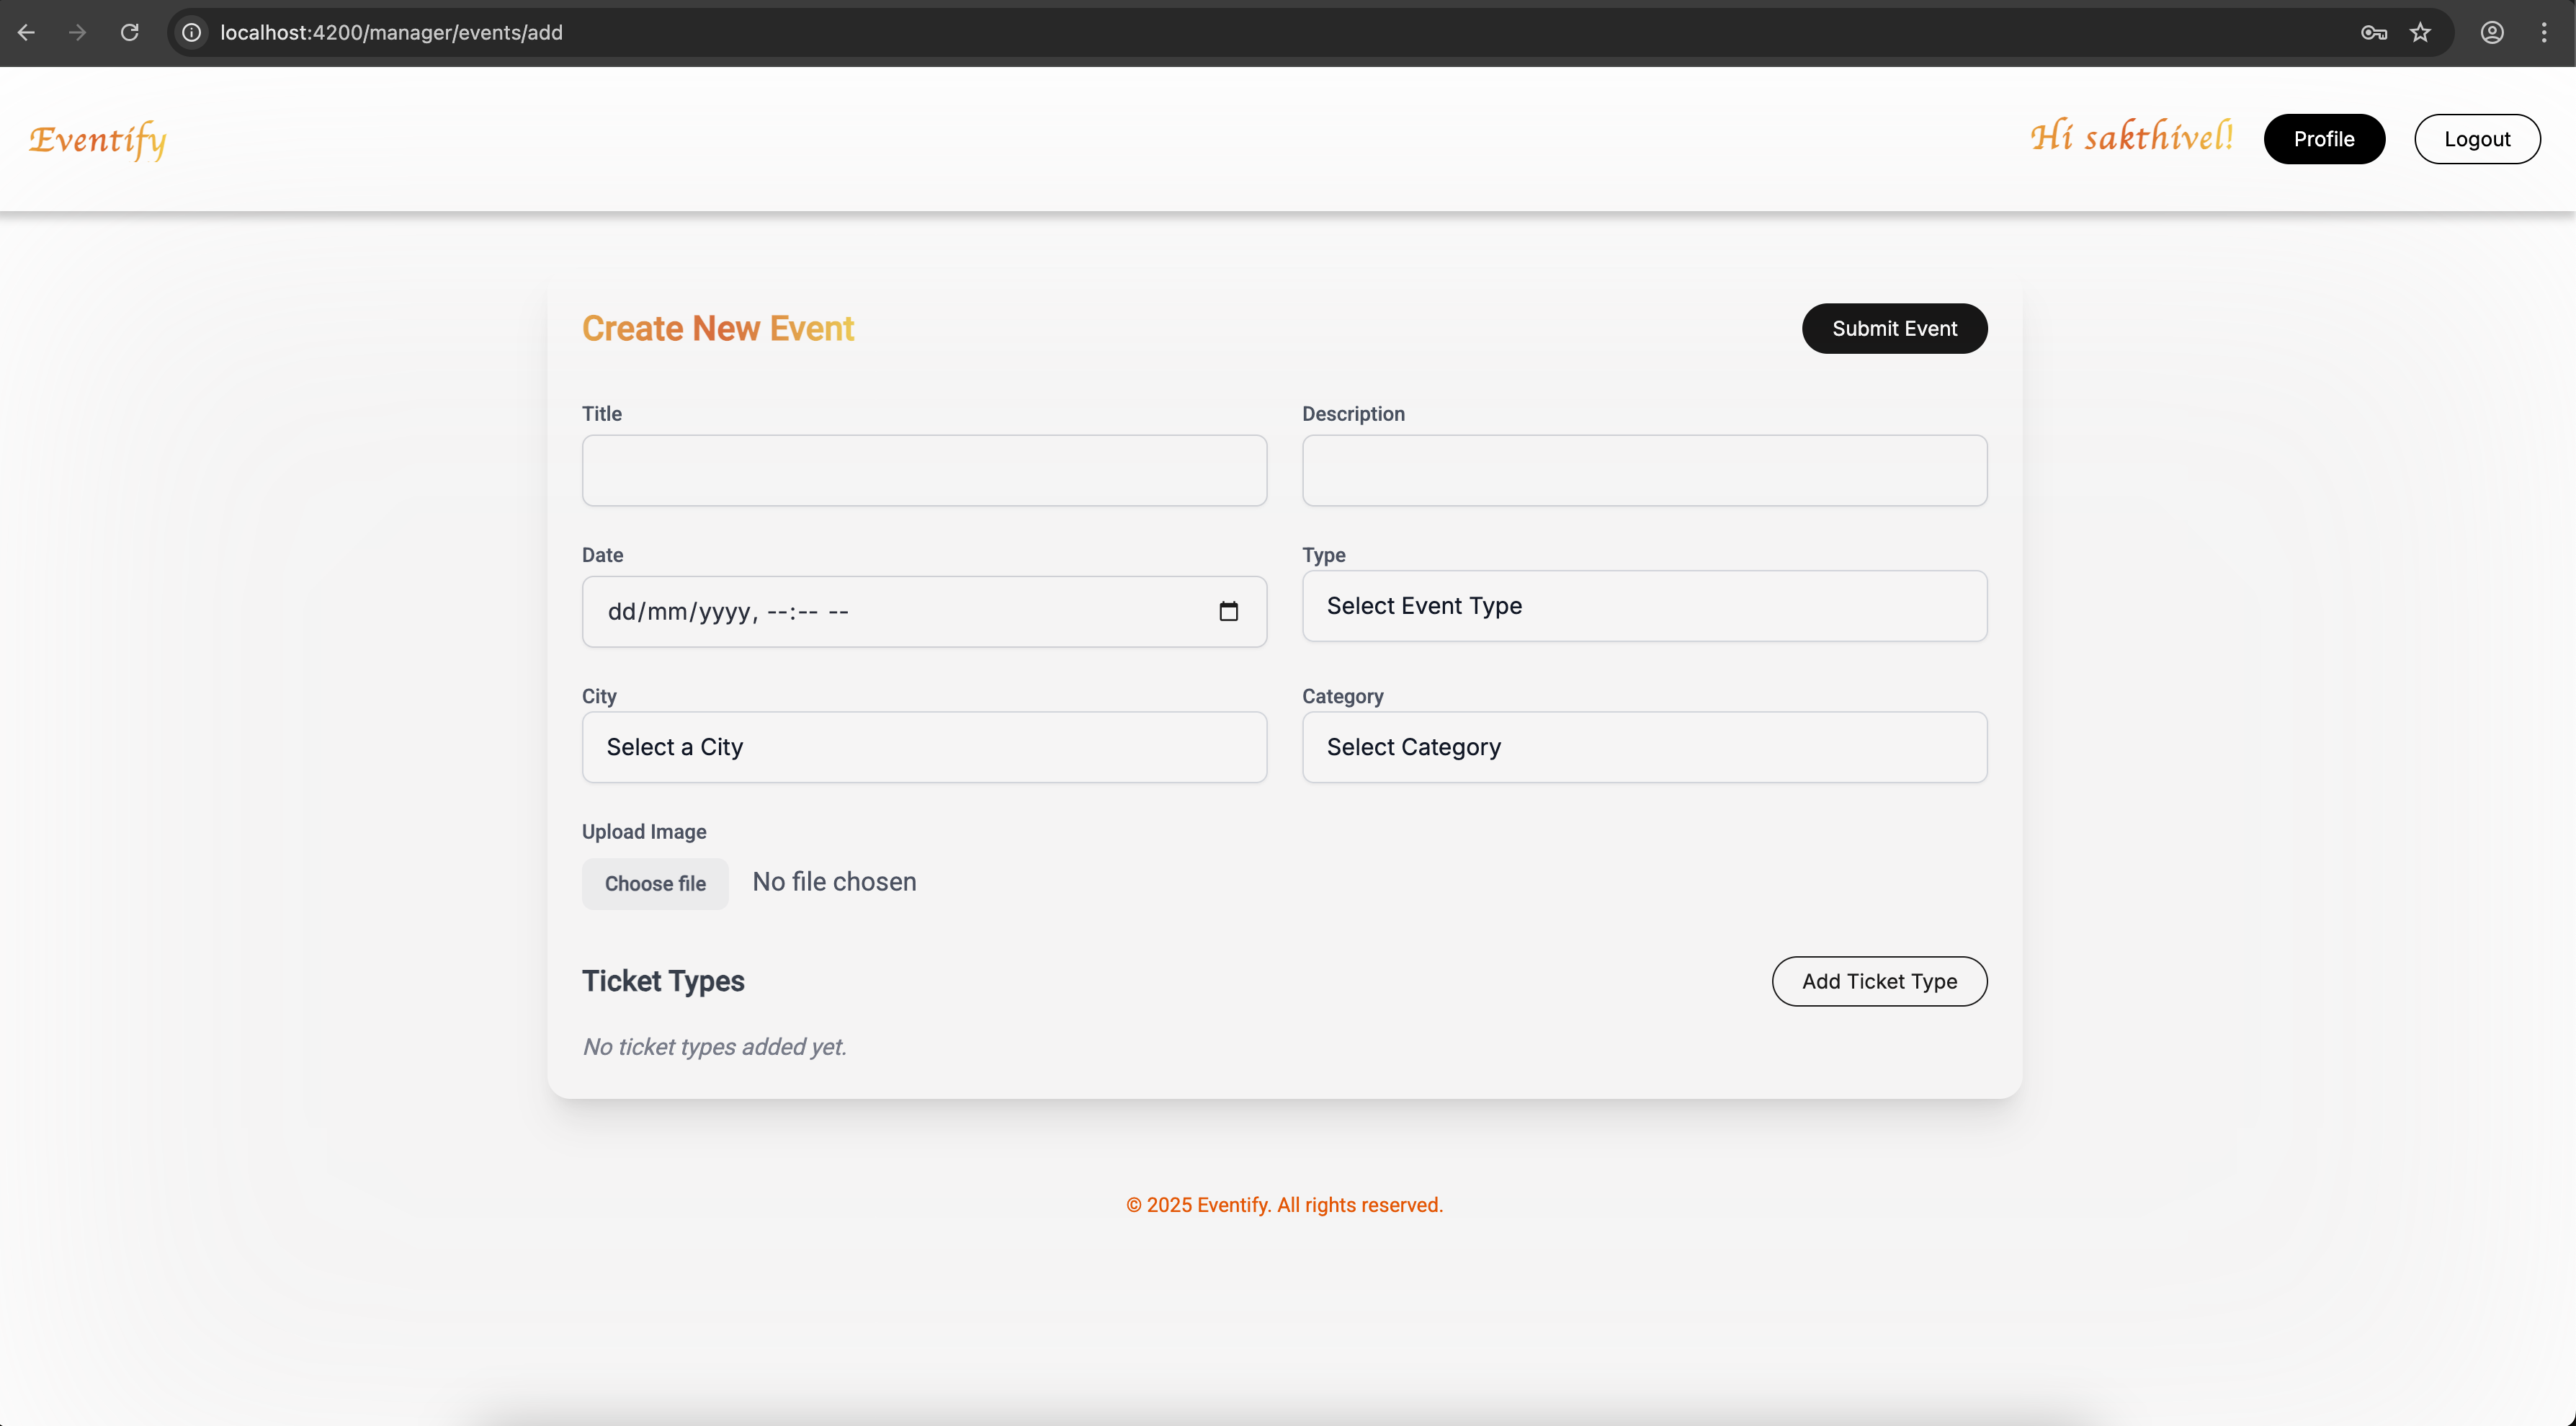 localhost:4200/manager/events/add
Eventify
Hi sakthivel!
Profile
Logout
Create New Event
Submit Event
Title
Description
Date
Type
dd/mm/yyyy, --:-- --
Select Event Type
City
Category
Select a City
Select Category
Upload Image
Choose file No file chosen
Ticket Types
Add Ticket Type
No ticket types added yet.
© 2025 Eventify. All rights reserved.